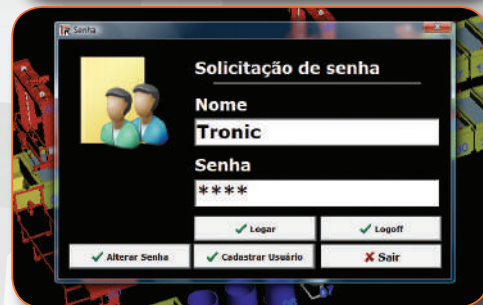 Senha
Solicitação de senha
Nome
Tronic
Senha
****
Logar
Logoff
Alterar Senha
Cadastrar Usuário
Sair